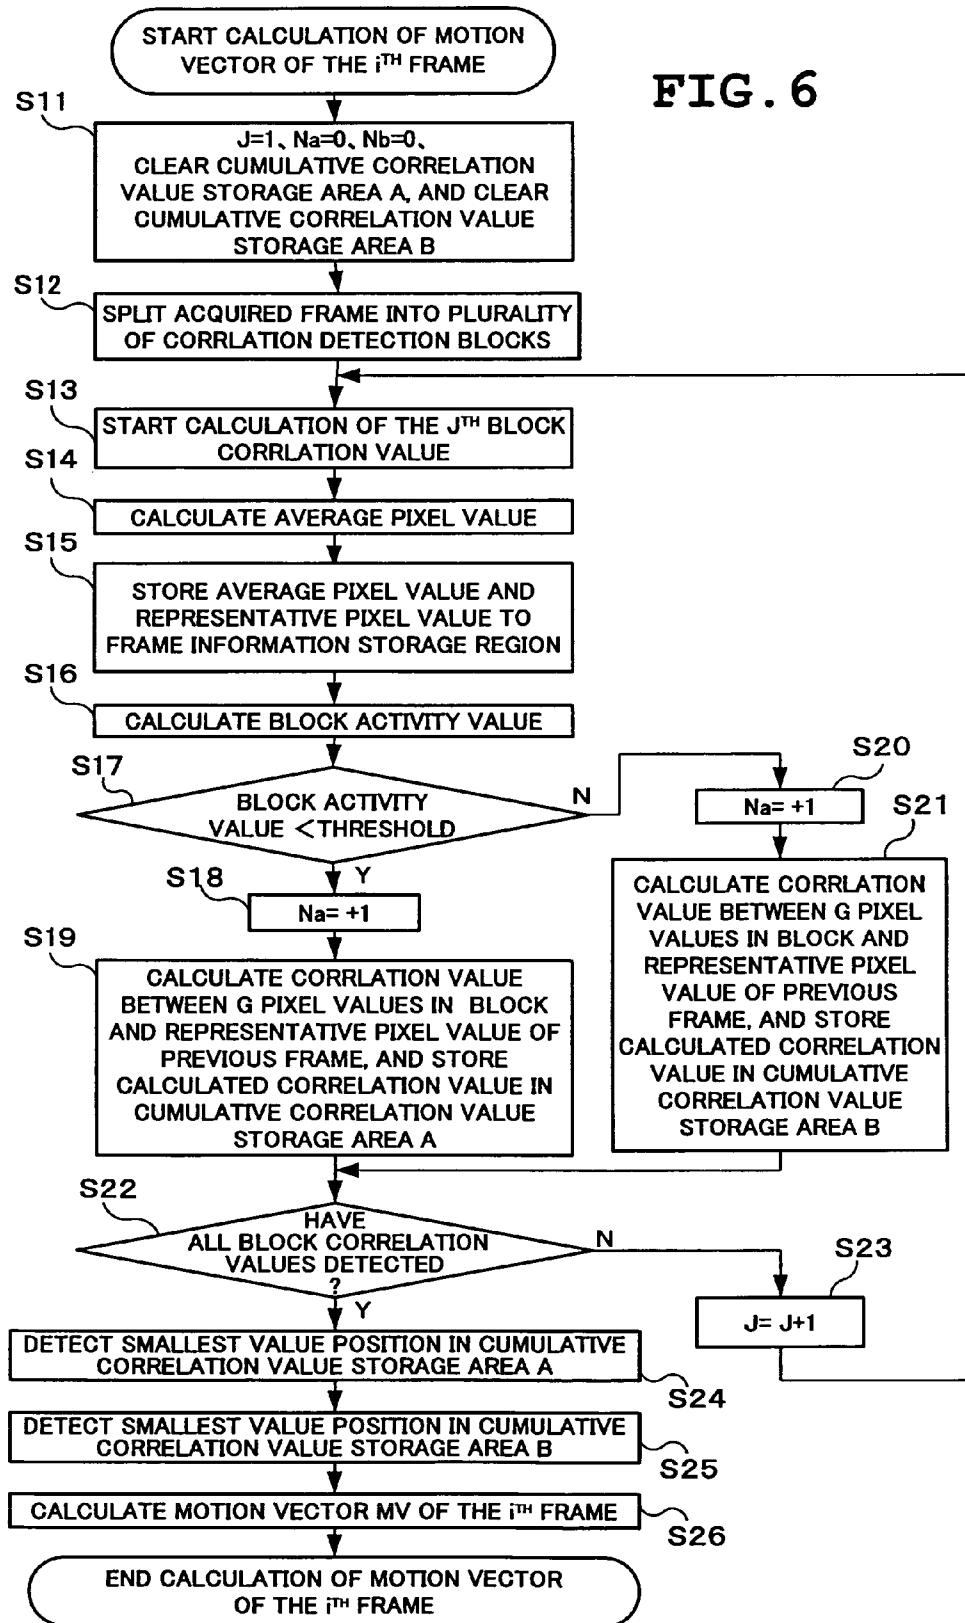 START CALCULATION OF MOTION
VECTOR OF THE iTH FRAME
FIG. 6
S11
J=1、Na=0、Nb=0、
CLEAR CUMULATIVE CORRELATION
VALUE STORAGE AREA A, AND CLEAR
CUMULATIVE CORRELATION VALUE
STORAGE AREA B
S12
SPLIT ACQUIRED FRAME INTO PLURALITY
OF CORRLATION DETECTION BLOCKS
S13
START CALCULATION OF THE JTH BLOCK
CORRLATION VALUE
S14
CALCULATE AVERAGE PIXEL VALUE
S15
STORE AVERAGE PIXEL VALUE AND
REPRESENTATIVE PIXEL VALUE TO
FRAME INFORMATION STORAGE REGION
S16
CALCULATE BLOCK ACTIVITY VALUE
S17
BLOCK ACTIVITY
VALUE <THRESHOLD
N
Y
S18
Na= +1
S19
CALCULATE CORRLATION VALUE
BETWEEN G PIXEL VALUES IN BLOCK
AND REPRESENTATIVE PIXEL VALUE OF
PREVIOUS FRAME, AND STORE
CALCULATED CORRELATION VALUE IN
CUMULATIVE CORRELATION VALUE
STORAGE AREA A
S20
Na= +1
S21
CALCULATE CORRLATION
VALUE BETWEEN G PIXEL
VALUES IN BLOCK AND
REPRESENTATIVE PIXEL
VALUE OF PREVIOUS
FRAME, AND STORE
CALCULATED CORRELATION
VALUE IN CUMULATIVE
CORRELATION VALUE
STORAGE AREA B
S22
HAVE
ALL BLOCK CORRELATION
VALUES DETECTED
?
N
Y
S23
J= J+1
DETECT SMALLEST VALUE POSITION IN CUMULATIVE
CORRELATION VALUE STORAGE AREA A
S24
DETECT SMALLEST VALUE POSITION IN CUMULATIVE
CORRELATION VALUE STORAGE AREA B
S25
CALCULATE MOTION VECTOR MV OF THE iTH FRAME
S26
END CALCULATION OF MOTION VECTOR
OF THE iTH FRAME